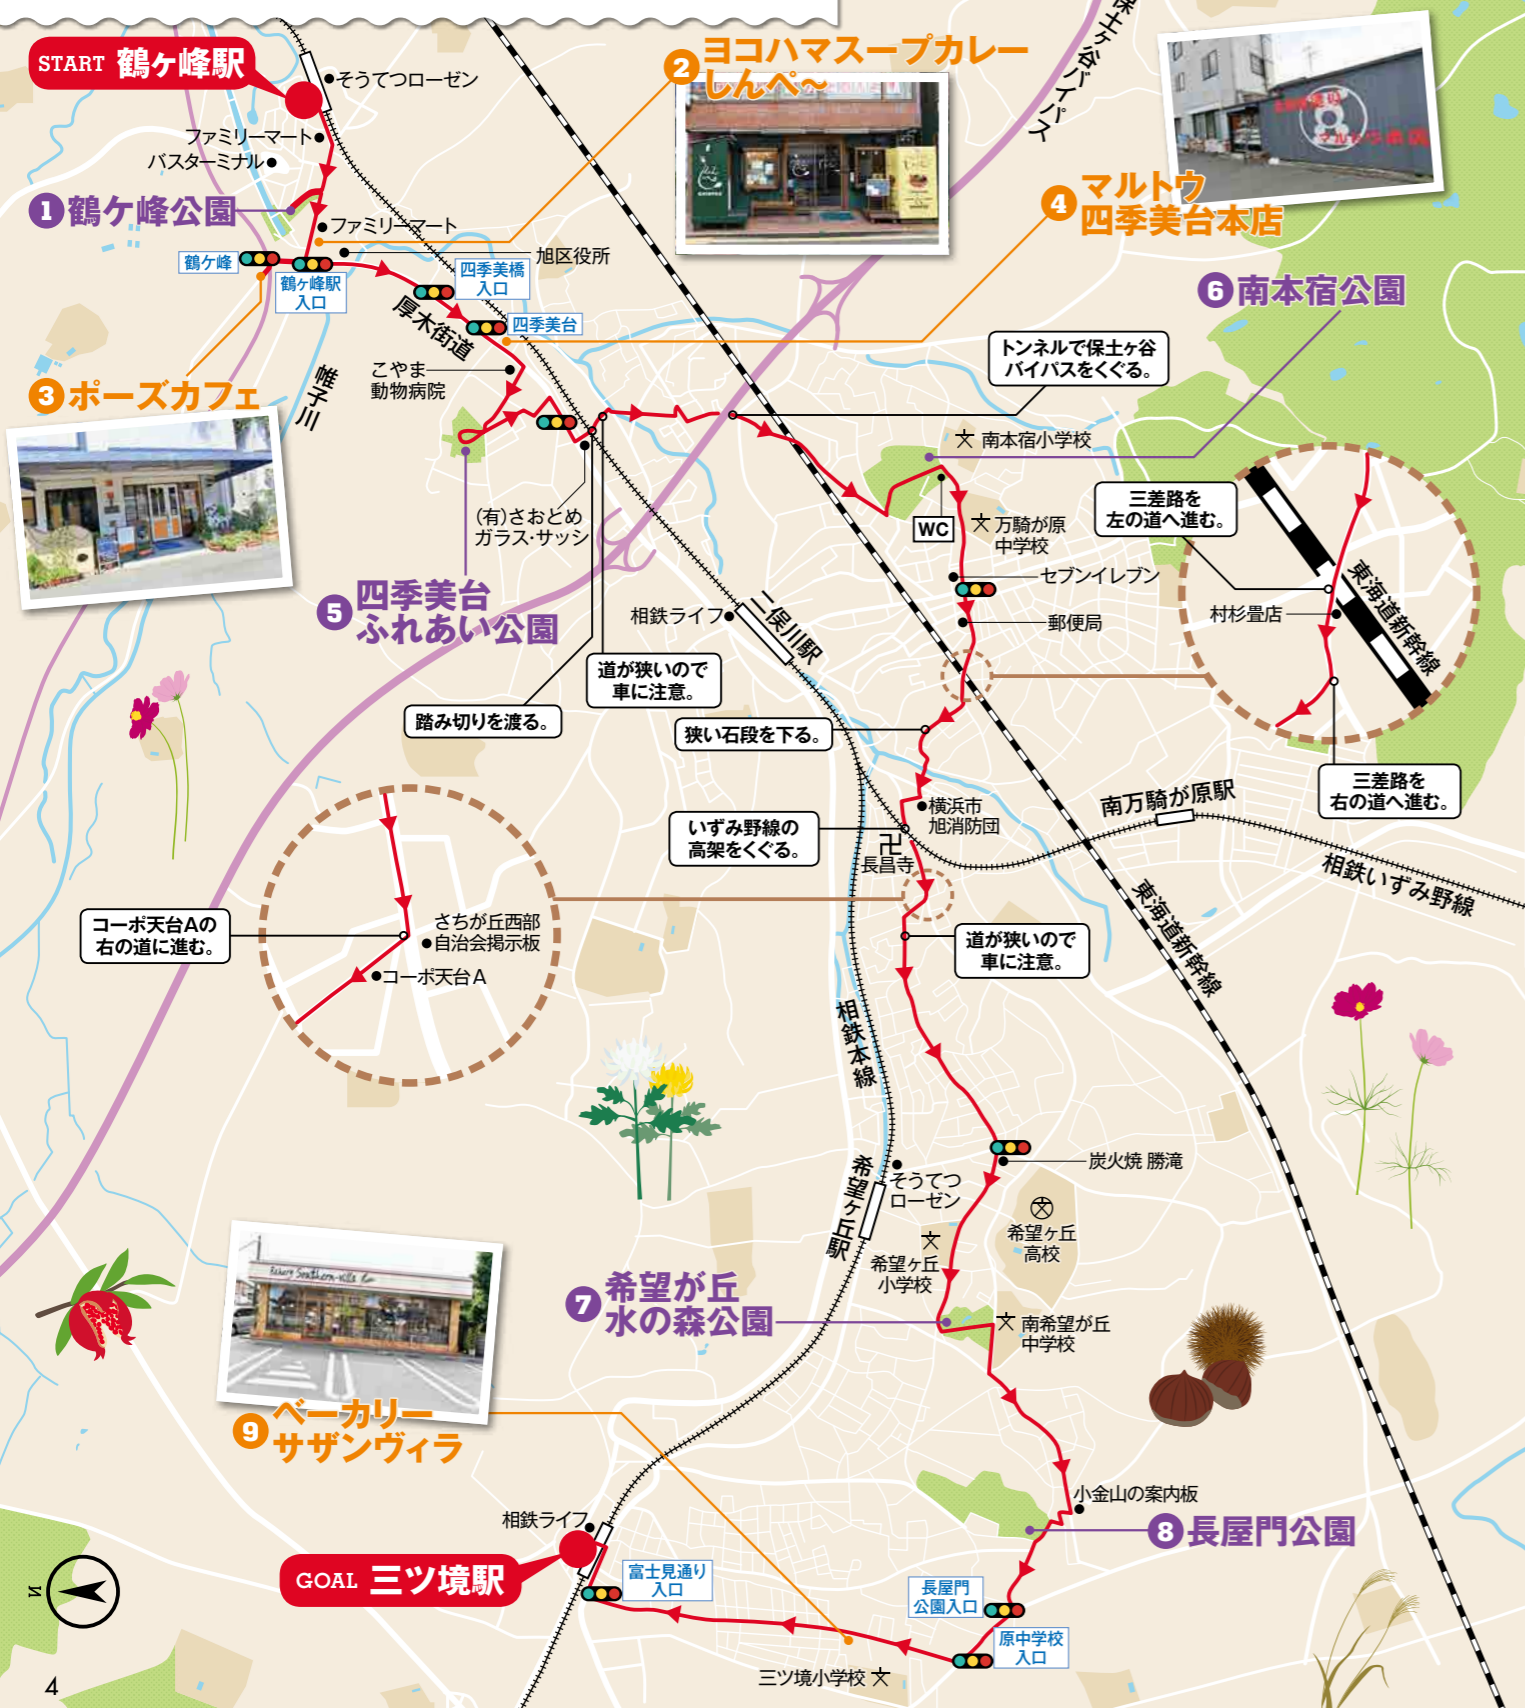 START 鶴ヶ峰駅
そうてつローゼン
ファミリーマート
バスターミナル
1 鶴ケ峰公園
ファミリーマート
鶴ケ峰
鶴ヶ峰駅
入口
旭区役所
四季美橋
入口
四季美台
厚木街道
2 ヨコハマスープカレー
しんぺ〜
保土ヶ谷バイパス
4 マルトウ
四季美台本店
6 南本宿公園
3 ポーズカフェ
帷子川
こやま
動物病院
トンネルで保土ヶ谷
バイパスをくぐる。
南本宿小学校
WC
万騎が原
中学校
三差路を
左の道へ進む。
(有)さおとめ
ガラス・サッシ
セブンイレブン
郵便局
東海道新幹線
村杉畳店
5 四季美台
ふれあい公園
相鉄ライフ
二俣川駅
道が狭いので
車に注意。
踏み切りを渡る。
狭い石段を下る。
三差路を
右の道へ進む。
南万騎が原駅
横浜市
旭消防団
いずみ野線の
高架をくぐる。
卍
長昌寺
相鉄いずみ野線
東海道新幹線
コーポ天台Aの
右の道に進む。
さちが丘西部
自治会掲示板
コーポ天台A
道が狭いので
車に注意。
相鉄本線
炭火焼 勝滝
そうてつ
ローゼン
希望ヶ丘駅
希望ヶ丘
高校
希望ヶ丘
小学校
7 希望が丘
水の森公園
南希望が丘
中学校
9 ベーカリー
サザンヴィラ
小金山の案内板
8 長屋門公園
相鉄ライフ
GOAL 三ツ境駅
富士見通り
入口
長屋門
公園入口
原中学校
入口
三ツ境小学校
N
4